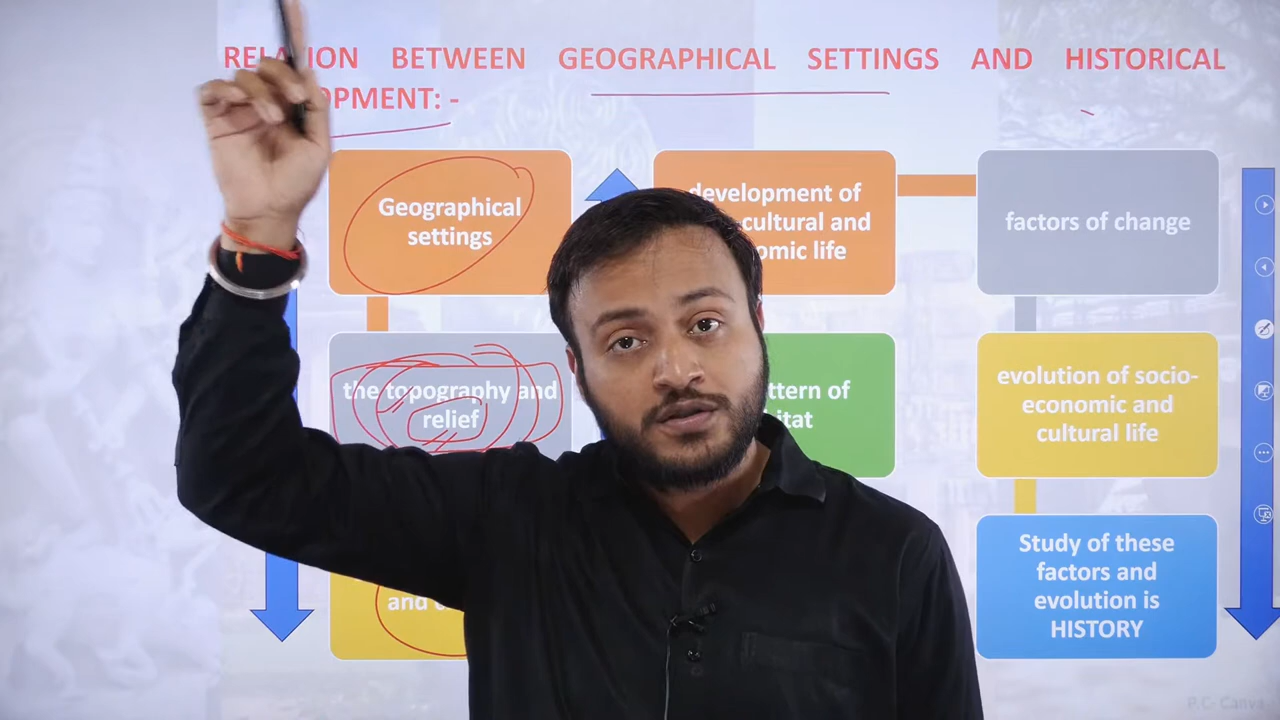 RELATION BETWEEN GEOGRAPHICAL SETTINGS AND HISTORICAL
OPMENT: -
Geographical
settings
the topography and
relief
and
development of
cultural and
omic life
ttern of
itat
factors of change
evolution of socio-
economic and
cultural life
Study of these
factors and
evolution is
HISTORY
P.C- Canva